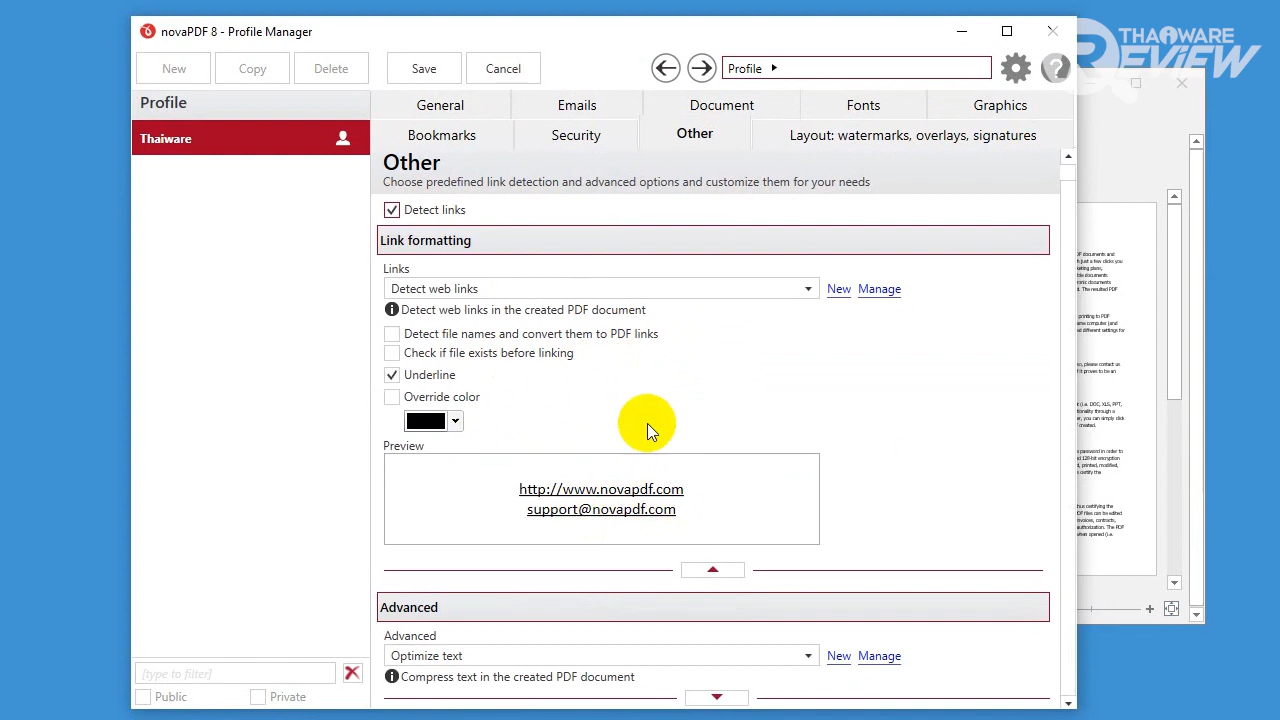 novaPDF 8 - Profile Manager
THAIWARE
REVIEW
New Copy Delete Save Cancel
Profile
?
Profile
General Emails Document Fonts Graphics
Thaiware
Bookmarks Security Other Layout: watermarks, overlays, signatures
Other
Choose predefined link detection and advanced options and customize them for your needs
Detect links
Link formatting
Links
Detect web links New Manage
Detect web links in the created PDF document
Detect file names and convert them to PDF links
Check if file exists before linking
Underline
Override color
Preview
http://www.novapdf.com
support@novapdf.com
Advanced
Advanced
Optimize text New Manage
Compress text in the created PDF document
[type to filter]
Public Private